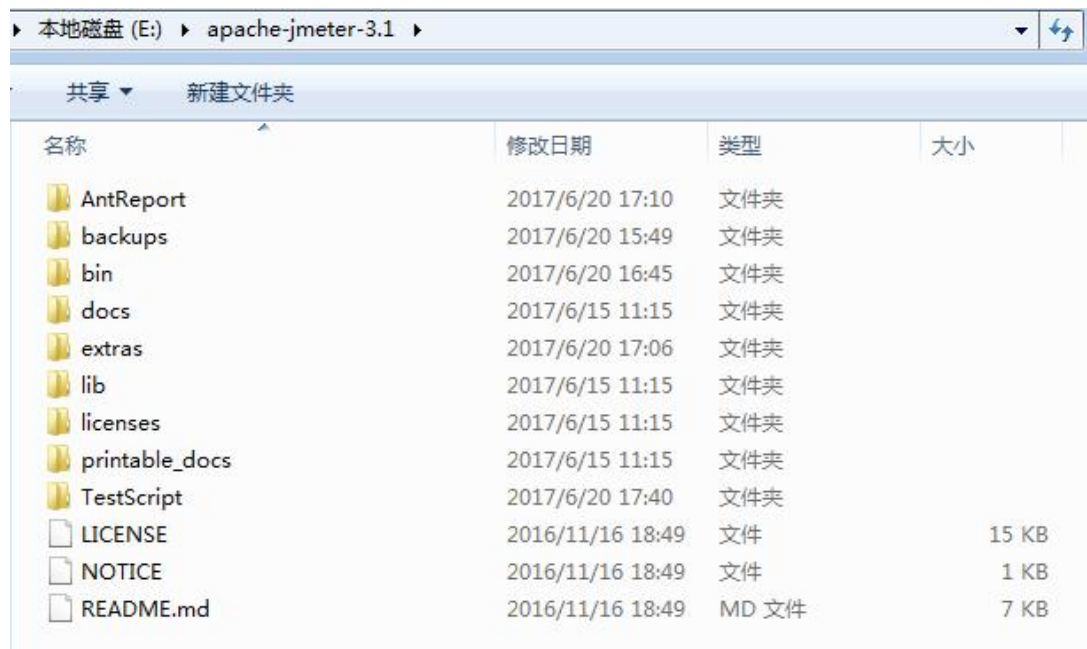 本地磁盘 (E:) apache-jmeter-3.1
共享 新建文件夹
名称 修改日期 类型 大小
AntReport 2017/6/20 17:10 文件夹
backups 2017/6/20 15:49 文件夹
bin 2017/6/20 16:45 文件夹
docs 2017/6/15 11:15 文件夹
extras 2017/6/20 17:06 文件夹
lib 2017/6/15 11:15 文件夹
licenses 2017/6/15 11:15 文件夹
printable_docs 2017/6/15 11:15 文件夹
TestScript 2017/6/20 17:40 文件夹
LICENSE 2016/11/16 18:49 文件 15 KB
NOTICE 2016/11/16 18:49 文件 1 KB
README.md 2016/11/16 18:49 MD 文件 7 KB